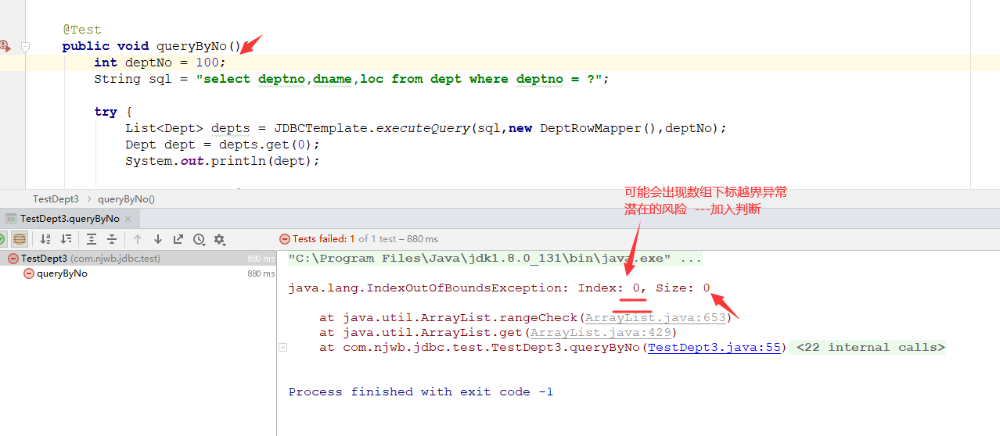 @Test
public void queryByNo(){
int deptNo = 100;
String sql = "select deptno,dname,loc from dept where deptno = ?";
try {
List<Dept> depts = JDBCTemplate.executeQuery(sql,new DeptRowMapper(),deptNo);
Dept dept = depts.get(0);
System.out.println(dept);
TestDept3 › queryByNo()
可能会出现数组下标越界异常
潜在的风险 ---加入判断
TestDept3.queryByNo
Tests failed: 1 of 1 test – 880 ms
TestDept3 (com.njwb.jdbc.test) 880 ms
queryByNo 880 ms
"C:\Program Files\Java\jdk1.8.0_131\bin\java.exe" ...
java.lang.IndexOutOfBoundsException: Index: 0, Size: 0
at java.util.ArrayList.rangeCheck(ArrayList.java:653)
at java.util.ArrayList.get(ArrayList.java:429)
at com.njwb.jdbc.test.TestDept3.queryByNo(TestDept3.java:55) <22 internal calls>
Process finished with exit code -1